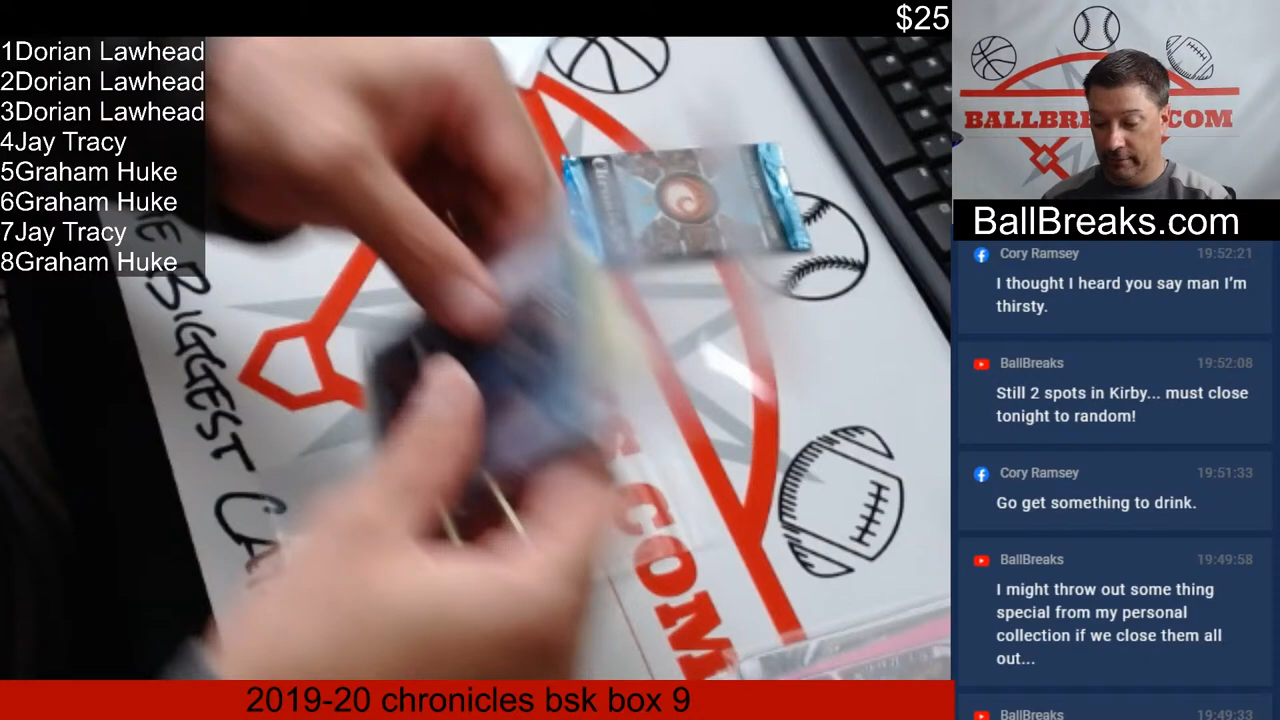 $25
1Dorian Lawhead
2Dorian Lawhead
3Dorian Lawhead
4Jay Tracy
5Graham Huke
6Graham Huke
7Jay Tracy
8Graham Huke
BIGGEST
.COM
BALLBRE COM
BallBreaks.com
Cory Ramsey 19:52:21
I thought I heard you say man I'm
thirsty.
BallBreaks 19:52:08
Still 2 spots in Kirby... must close
tonight to random!
Cory Ramsey 19:51:33
Go get something to drink.
BallBreaks 19:49:58
I might throw out some thing
special from my personal
collection if we close them all
out...
BallBreaks 19:49:33
2019-20 chronicles bsk box 9